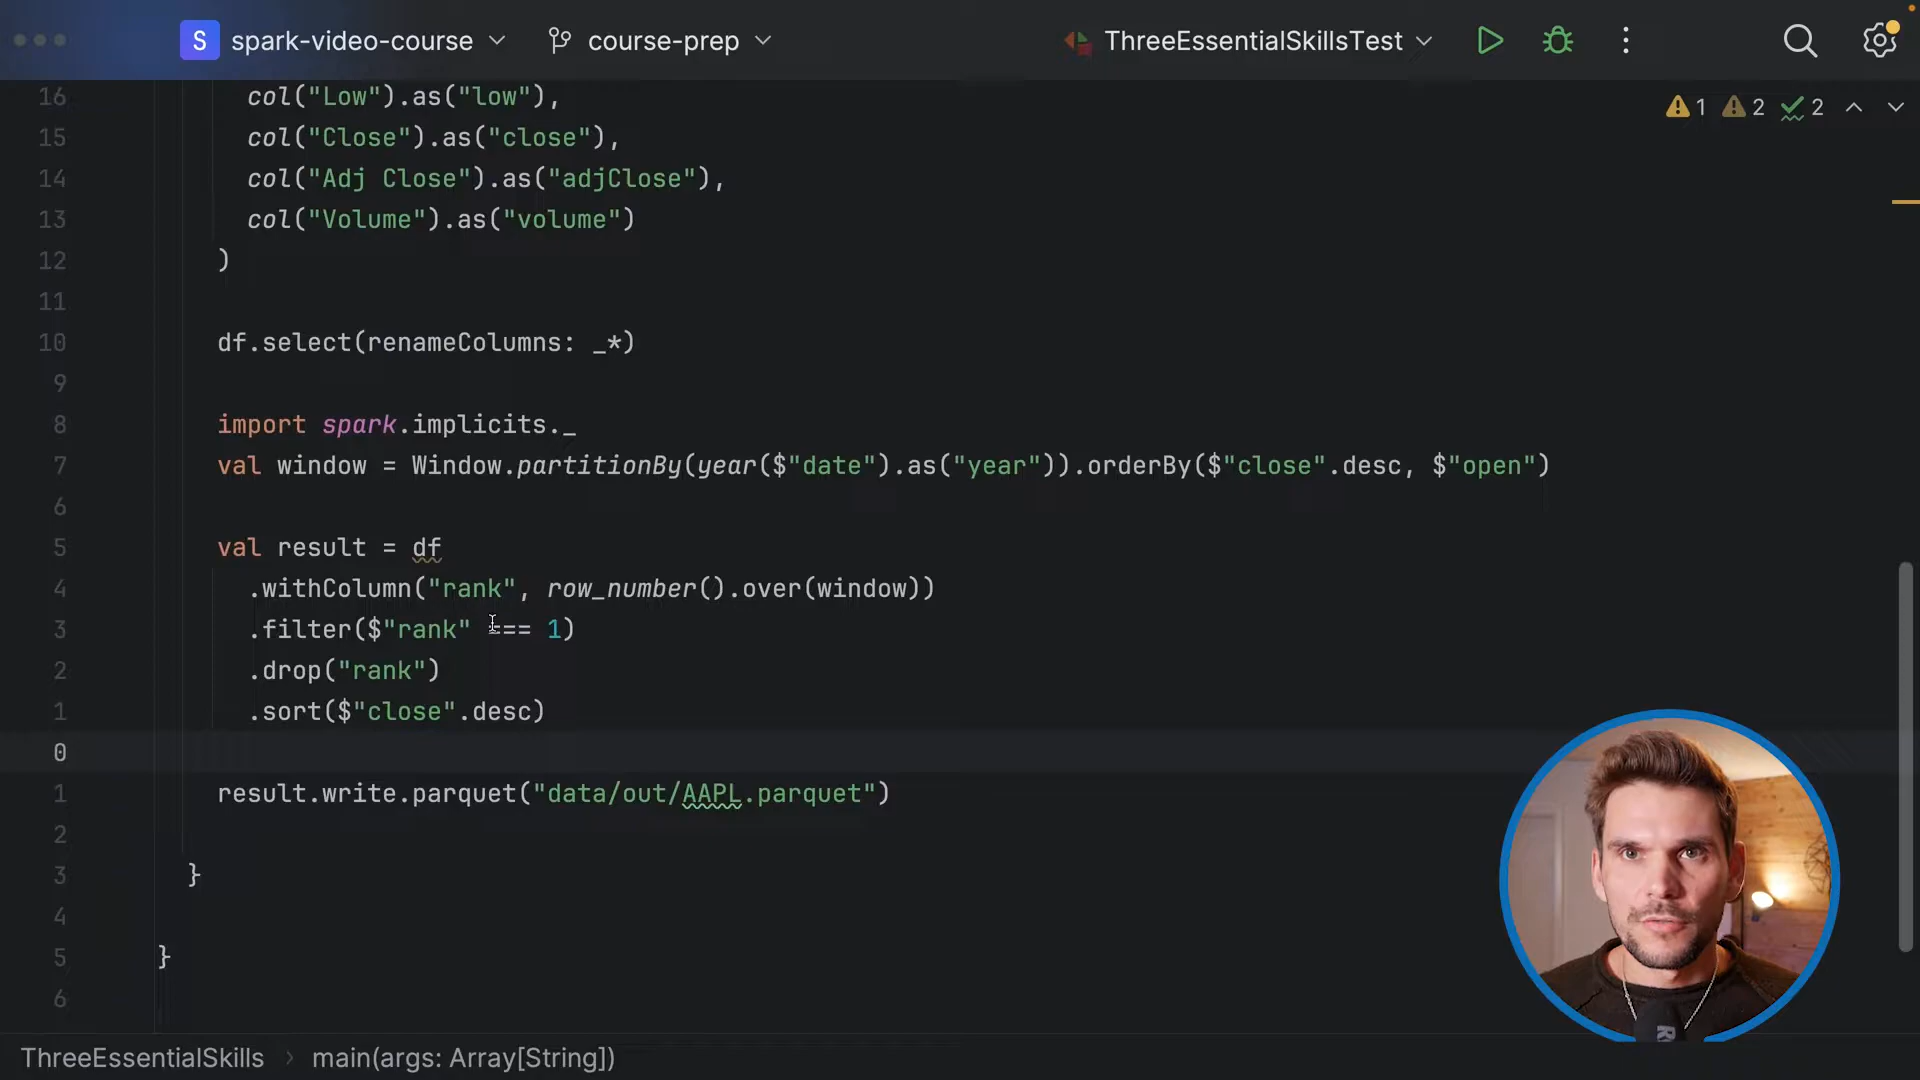 S spark-video-course course-prep ThreeEssentialSkillsTest
16 col("Low").as("low"), 1 2 2
15 col("Close").as("close"),
14 col("Adj Close").as("adjClose"),
13 col("Volume").as("volume")
12 )
11
10 df.select(renameColumns: _*)
9
8 import spark.implicits._
7 val window = Window.partitionBy(year($"date").as("year")).orderBy($"close".desc, $"open")
6
5 val result = df
4 .withColumn("rank", row_number().over(window))
3 .filter($"rank" === 1)
2 .drop("rank")
1 .sort($"close".desc)
0
1 result.write.parquet("data/out/AAPL.parquet")
2
3 }
4
5 }
6
ThreeEssentialSkills > main(args: Array[String])